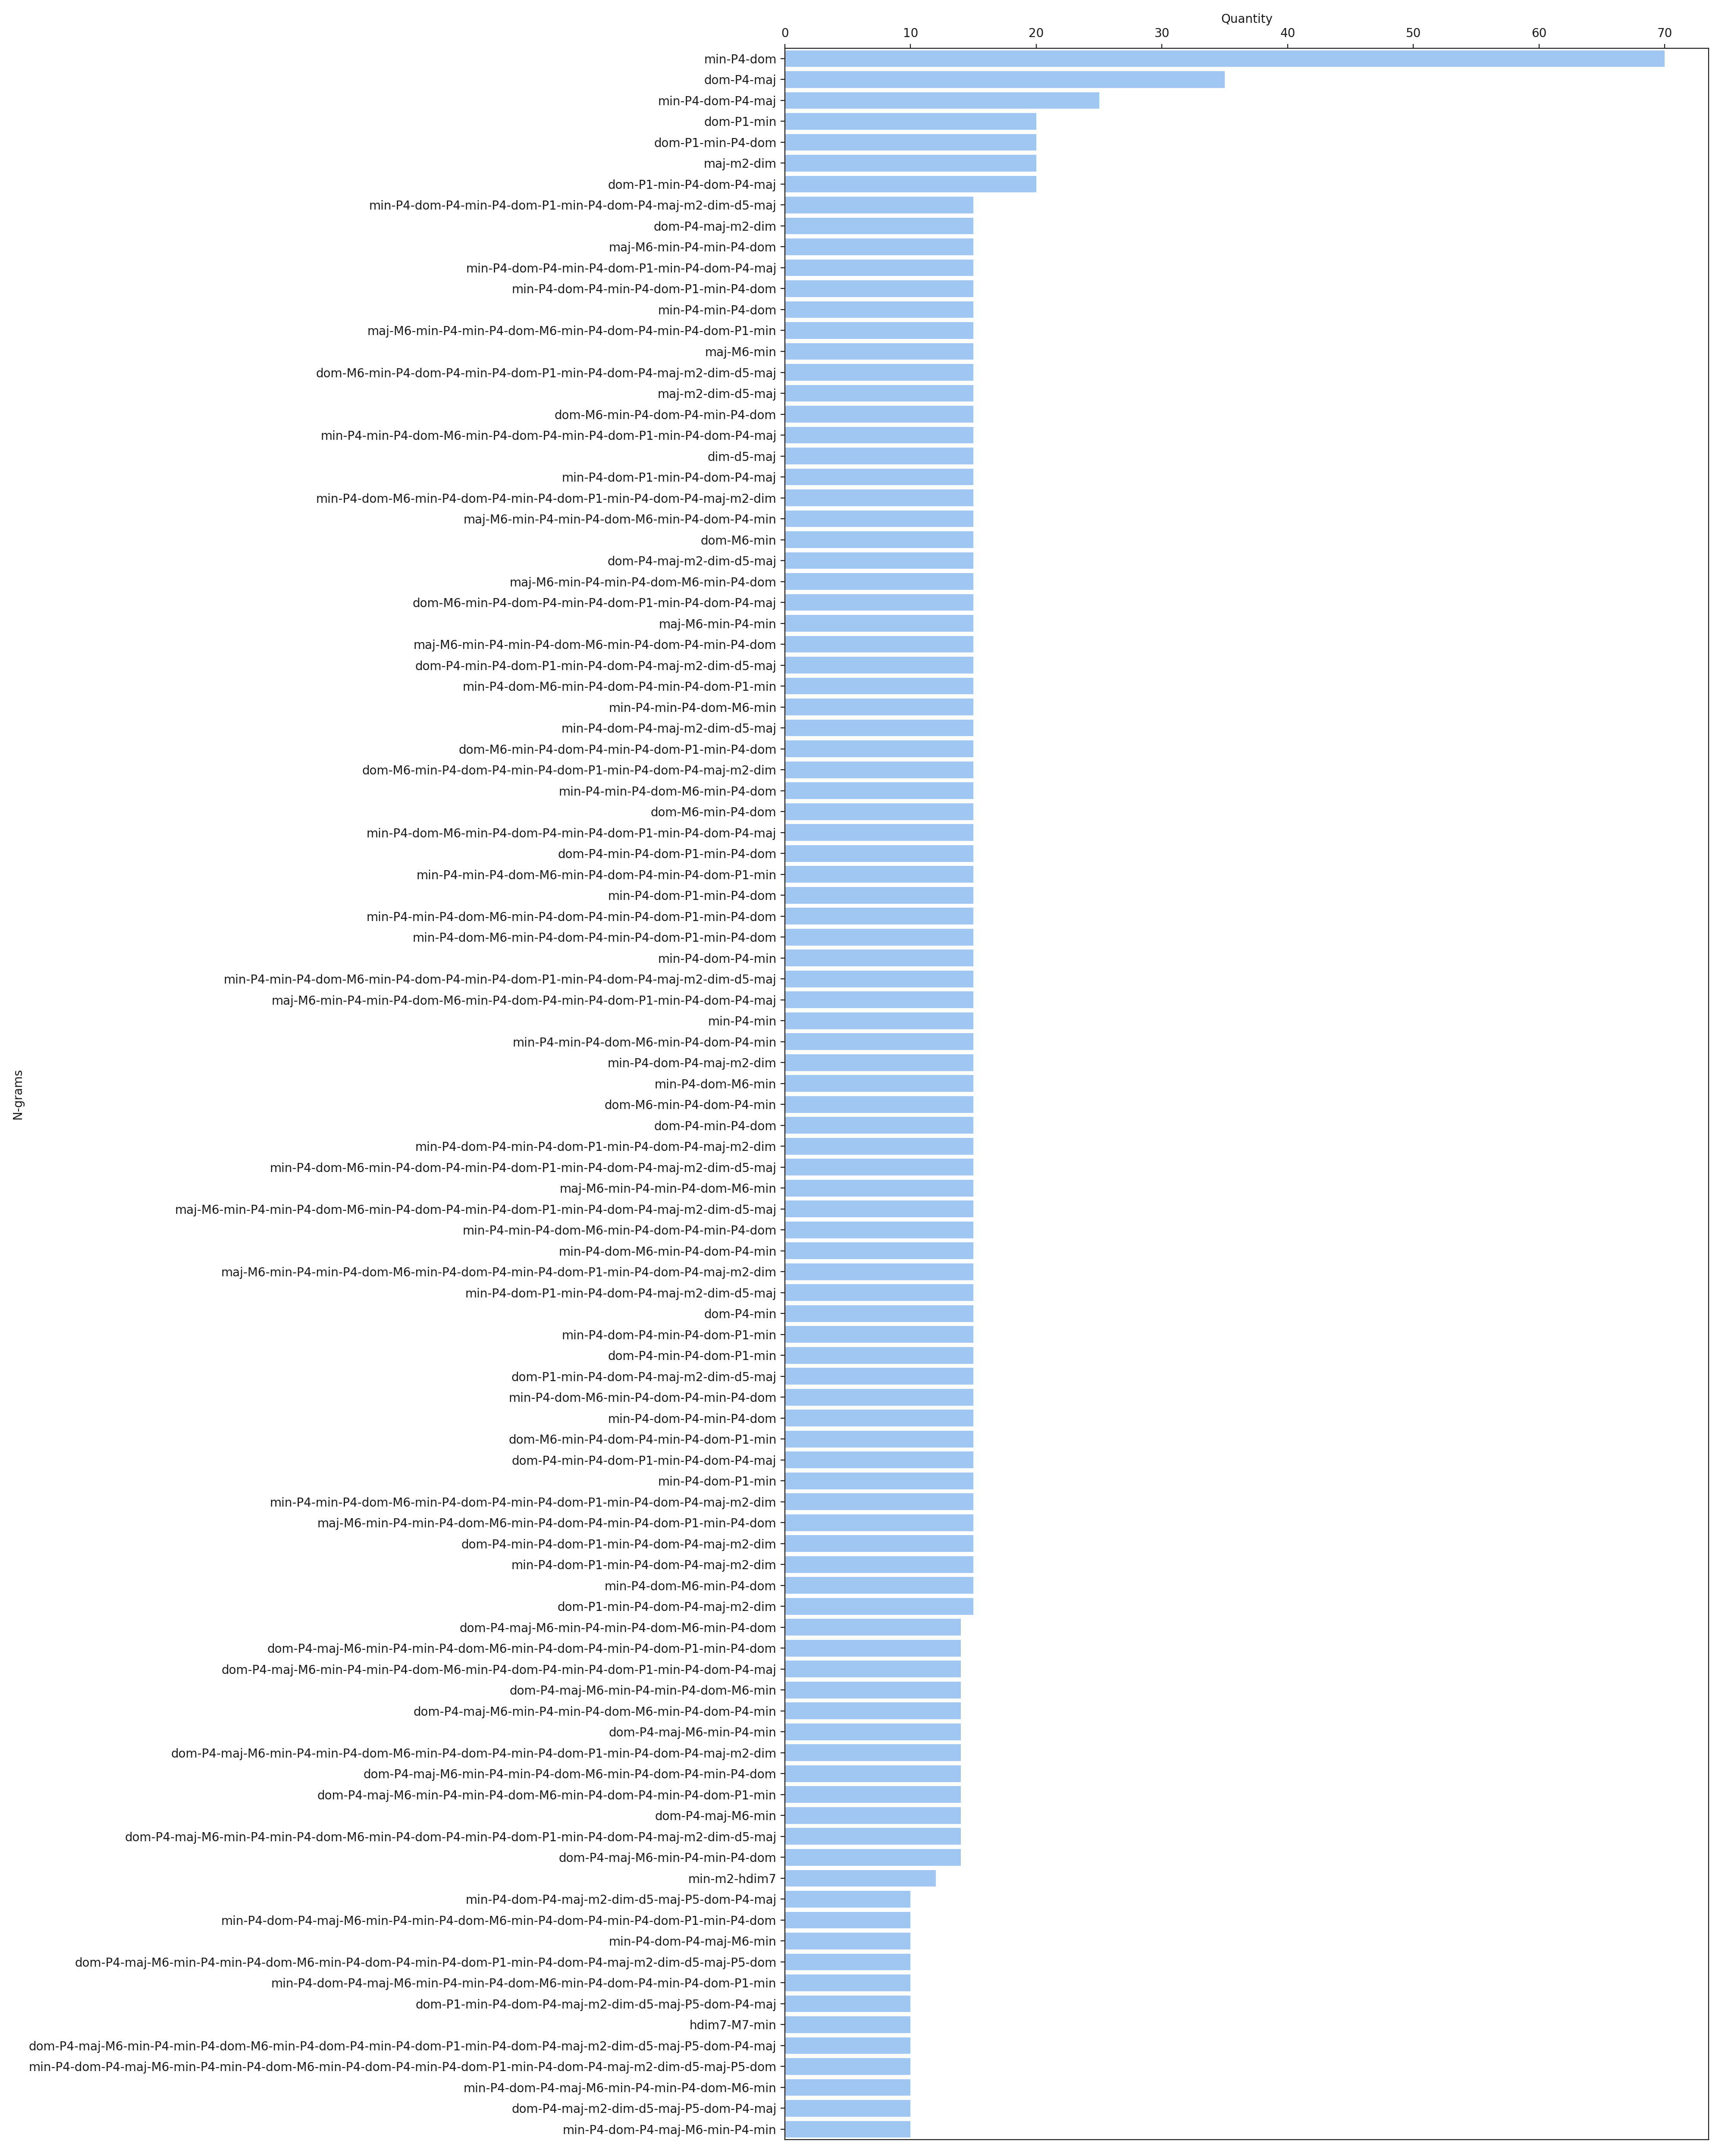 Quantity
0 10 20 30 40 50 60 70
min-P4-dom
dom-P4-maj
min-P4-dom-P4-maj
dom-P1-min
dom-P1-min-P4-dom
maj-m2-dim
dom-P1-min-P4-dom-P4-maj
min-P4-dom-P4-min-P4-dom-P1-min-P4-dom-P4-maj-m2-dim-d5-maj
dom-P4-maj-m2-dim
maj-M6-min-P4-min-P4-dom
min-P4-dom-P4-min-P4-dom-P1-min-P4-dom-P4-maj
min-P4-dom-P4-min-P4-dom-P1-min-P4-dom
min-P4-min-P4-dom
maj-M6-min-P4-min-P4-dom-M6-min-P4-dom-P4-min-P4-dom-P1-min
maj-M6-min
dom-M6-min-P4-dom-P4-min-P4-dom-P1-min-P4-dom-P4-maj-m2-dim-d5-maj
maj-m2-dim-d5-maj
dom-M6-min-P4-dom-P4-min-P4-dom
min-P4-min-P4-dom-M6-min-P4-dom-P4-min-P4-dom-P1-min-P4-dom-P4-maj
dim-d5-maj
min-P4-dom-P1-min-P4-dom-P4-maj
min-P4-dom-M6-min-P4-dom-P4-min-P4-dom-P1-min-P4-dom-P4-maj-m2-dim
maj-M6-min-P4-min-P4-dom-M6-min-P4-dom-P4-min
dom-M6-min
dom-P4-maj-m2-dim-d5-maj
maj-M6-min-P4-min-P4-dom-M6-min-P4-dom
dom-M6-min-P4-dom-P4-min-P4-dom-P1-min-P4-dom-P4-maj
maj-M6-min-P4-min
maj-M6-min-P4-min-P4-dom-M6-min-P4-dom-P4-min-P4-dom
dom-P4-min-P4-dom-P1-min-P4-dom-P4-maj-m2-dim-d5-maj
min-P4-dom-M6-min-P4-dom-P4-min-P4-dom-P1-min
min-P4-min-P4-dom-M6-min
min-P4-dom-P4-maj-m2-dim-d5-maj
dom-M6-min-P4-dom-P4-min-P4-dom-P1-min-P4-dom
dom-M6-min-P4-dom-P4-min-P4-dom-P1-min-P4-dom-P4-maj-m2-dim
min-P4-min-P4-dom-M6-min-P4-dom
dom-M6-min-P4-dom
min-P4-dom-M6-min-P4-dom-P4-min-P4-dom-P1-min-P4-dom-P4-maj
dom-P4-min-P4-dom-P1-min-P4-dom
min-P4-min-P4-dom-M6-min-P4-dom-P4-min-P4-dom-P1-min
min-P4-dom-P1-min-P4-dom
min-P4-min-P4-dom-M6-min-P4-dom-P4-min-P4-dom-P1-min-P4-dom
min-P4-dom-M6-min-P4-dom-P4-min-P4-dom-P1-min-P4-dom
min-P4-dom-P4-min
min-P4-min-P4-dom-M6-min-P4-dom-P4-min-P4-dom-P1-min-P4-dom-P4-maj-m2-dim-d5-maj
maj-M6-min-P4-min-P4-dom-M6-min-P4-dom-P4-min-P4-dom-P1-min-P4-dom-P4-maj
min-P4-min
min-P4-min-P4-dom-M6-min-P4-dom-P4-min
min-P4-dom-P4-maj-m2-dim
min-P4-dom-M6-min
N-grams
dom-M6-min-P4-dom-P4-min
dom-P4-min-P4-dom
min-P4-dom-P4-min-P4-dom-P1-min-P4-dom-P4-maj-m2-dim
min-P4-dom-M6-min-P4-dom-P4-min-P4-dom-P1-min-P4-dom-P4-maj-m2-dim-d5-maj
maj-M6-min-P4-min-P4-dom-M6-min
maj-M6-min-P4-min-P4-dom-M6-min-P4-dom-P4-min-P4-dom-P1-min-P4-dom-P4-maj-m2-dim-d5-maj
min-P4-min-P4-dom-M6-min-P4-dom-P4-min-P4-dom
min-P4-dom-M6-min-P4-dom-P4-min
maj-M6-min-P4-min-P4-dom-M6-min-P4-dom-P4-min-P4-dom-P1-min-P4-dom-P4-maj-m2-dim
min-P4-dom-P1-min-P4-dom-P4-maj-m2-dim-d5-maj
dom-P4-min
min-P4-dom-P4-min-P4-dom-P1-min
dom-P4-min-P4-dom-P1-min
dom-P1-min-P4-dom-P4-maj-m2-dim-d5-maj
min-P4-dom-M6-min-P4-dom-P4-min-P4-dom
min-P4-dom-P4-min-P4-dom
dom-M6-min-P4-dom-P4-min-P4-dom-P1-min
dom-P4-min-P4-dom-P1-min-P4-dom-P4-maj
min-P4-dom-P1-min
min-P4-min-P4-dom-M6-min-P4-dom-P4-min-P4-dom-P1-min-P4-dom-P4-maj-m2-dim
maj-M6-min-P4-min-P4-dom-M6-min-P4-dom-P4-min-P4-dom-P1-min-P4-dom
dom-P4-min-P4-dom-P1-min-P4-dom-P4-maj-m2-dim
min-P4-dom-P1-min-P4-dom-P4-maj-m2-dim
min-P4-dom-M6-min-P4-dom
dom-P1-min-P4-dom-P4-maj-m2-dim
dom-P4-maj-M6-min-P4-min-P4-dom-M6-min-P4-dom
dom-P4-maj-M6-min-P4-min-P4-dom-M6-min-P4-dom-P4-min-P4-dom-P1-min-P4-dom
dom-P4-maj-M6-min-P4-min-P4-dom-M6-min-P4-dom-P4-min-P4-dom-P1-min-P4-dom-P4-maj
dom-P4-maj-M6-min-P4-min-P4-dom-M6-min
dom-P4-maj-M6-min-P4-min-P4-dom-M6-min-P4-dom-P4-min
dom-P4-maj-M6-min-P4-min
dom-P4-maj-M6-min-P4-min-P4-dom-M6-min-P4-dom-P4-min-P4-dom-P1-min-P4-dom-P4-maj-m2-dim
dom-P4-maj-M6-min-P4-min-P4-dom-M6-min-P4-dom-P4-min-P4-dom
dom-P4-maj-M6-min-P4-min-P4-dom-M6-min-P4-dom-P4-min-P4-dom-P1-min
dom-P4-maj-M6-min
dom-P4-maj-M6-min-P4-min-P4-dom-M6-min-P4-dom-P4-min-P4-dom-P1-min-P4-dom-P4-maj-m2-dim-d5-maj
dom-P4-maj-M6-min-P4-min-P4-dom
min-m2-hdim7
min-P4-dom-P4-maj-m2-dim-d5-maj-P5-dom-P4-maj
min-P4-dom-P4-maj-M6-min-P4-min-P4-dom-M6-min-P4-dom-P4-min-P4-dom-P1-min-P4-dom
min-P4-dom-P4-maj-M6-min
dom-P4-maj-M6-min-P4-min-P4-dom-M6-min-P4-dom-P4-min-P4-dom-P1-min-P4-dom-P4-maj-m2-dim-d5-maj-P5-dom
min-P4-dom-P4-maj-M6-min-P4-min-P4-dom-M6-min-P4-dom-P4-min-P4-dom-P1-min
dom-P1-min-P4-dom-P4-maj-m2-dim-d5-maj-P5-dom-P4-maj
hdim7-M7-min
dom-P4-maj-M6-min-P4-min-P4-dom-M6-min-P4-dom-P4-min-P4-dom-P1-min-P4-dom-P4-maj-m2-dim-d5-maj-P5-dom-P4-maj
min-P4-dom-P4-maj-M6-min-P4-min-P4-dom-M6-min-P4-dom-P4-min-P4-dom-P1-min-P4-dom-P4-maj-m2-dim-d5-maj-P5-dom
min-P4-dom-P4-maj-M6-min-P4-min-P4-dom-M6-min
dom-P4-maj-m2-dim-d5-maj-P5-dom-P4-maj
min-P4-dom-P4-maj-M6-min-P4-min